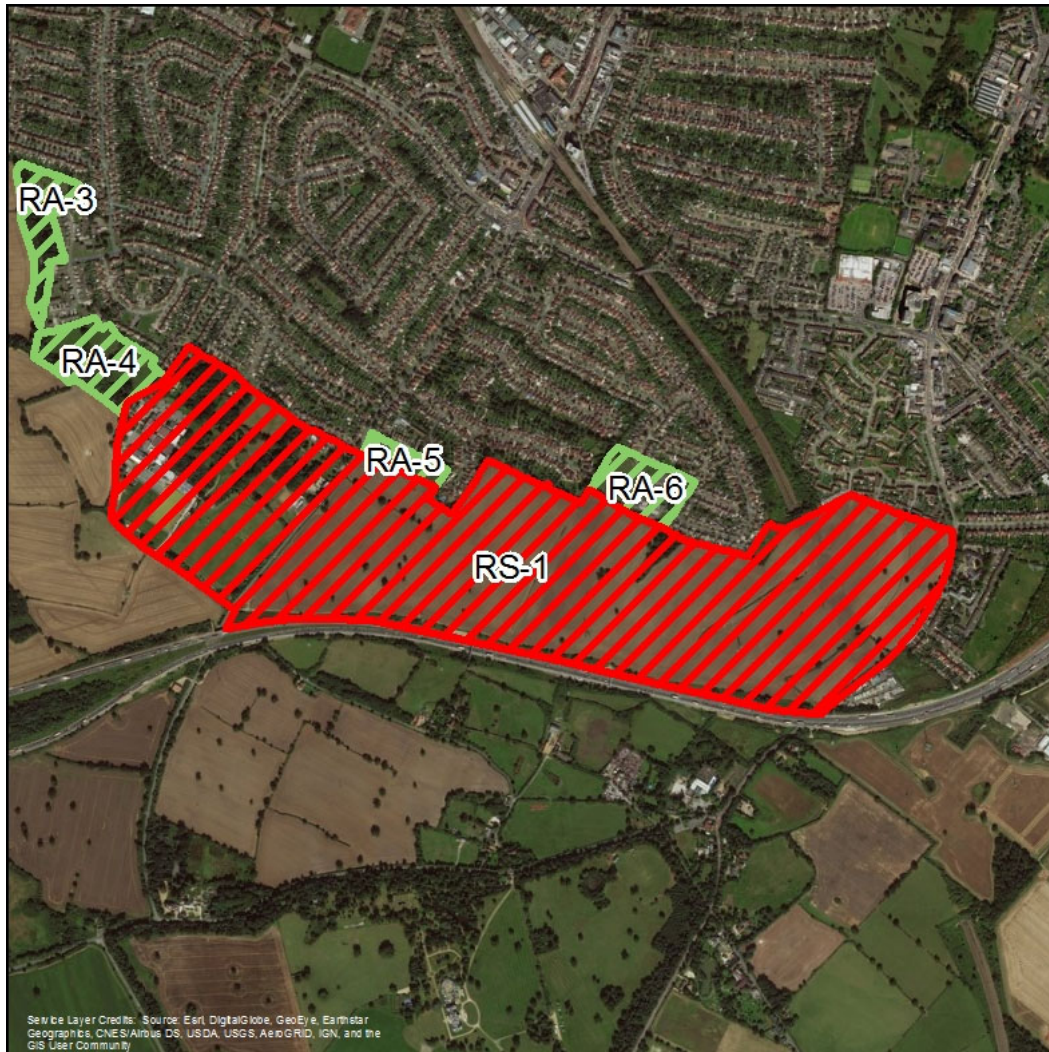 RA-3
RA-4
RA-5
RA-6
RS-1
Service Layer Credits: Source: Esri, DigitalGlobe, GeoEye, Earthstar
Geographics, CNES/Airbus DS, USDA, USGS, AeroGRID, IGN, and the
GIS User Community